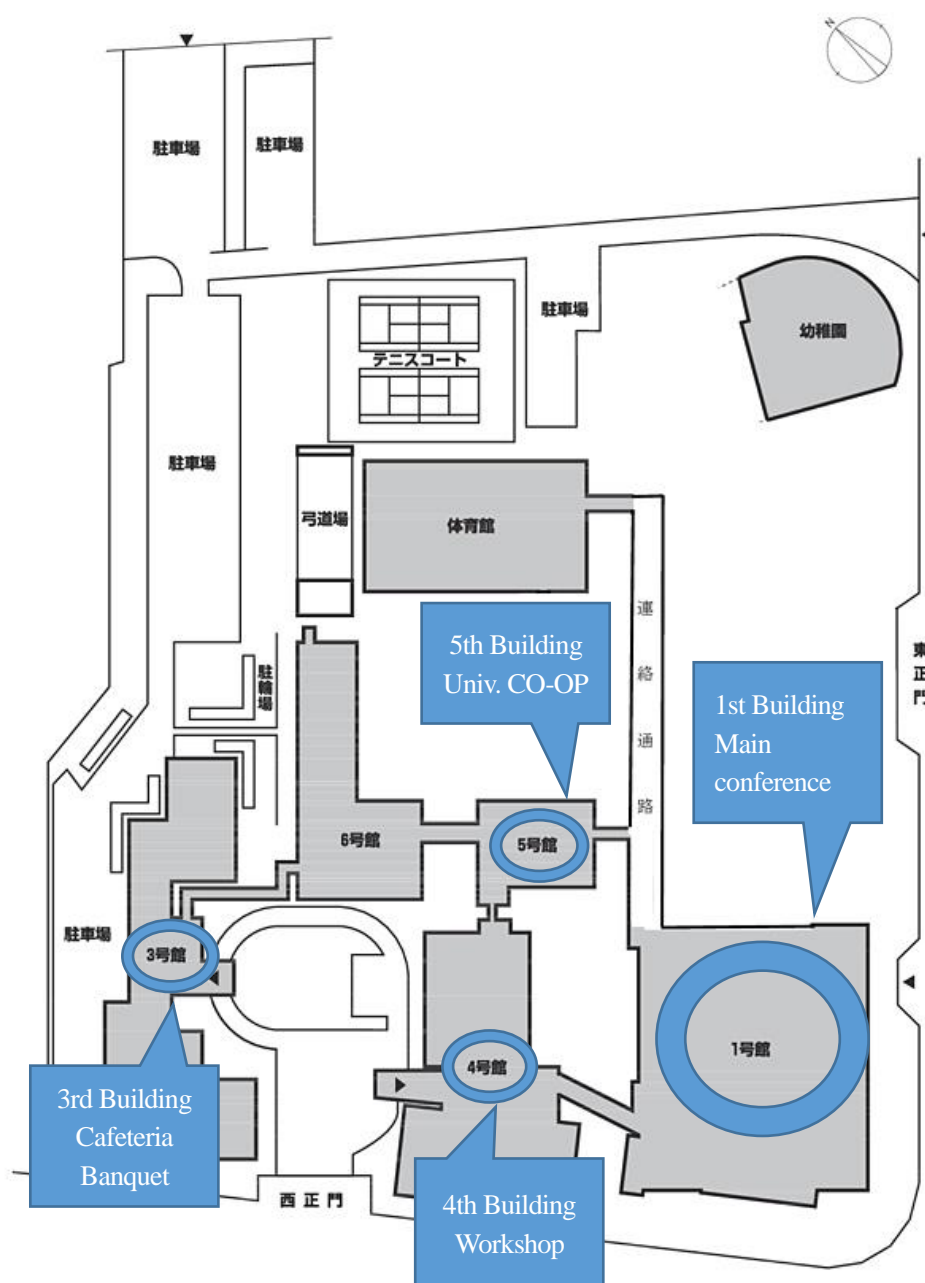 N
駐車場
駐車場
駐車場
幼稚園
テニスコート
駐車場
弓道場
体育館
連絡通路
東正門
5th Building
Univ. CO-OP
1st Building
Main
conference
駐輪場
6号館
5号館
駐車場
3号館
1号館
4号館
3rd Building
Cafeteria
Banquet
西正門
4th Building
Workshop